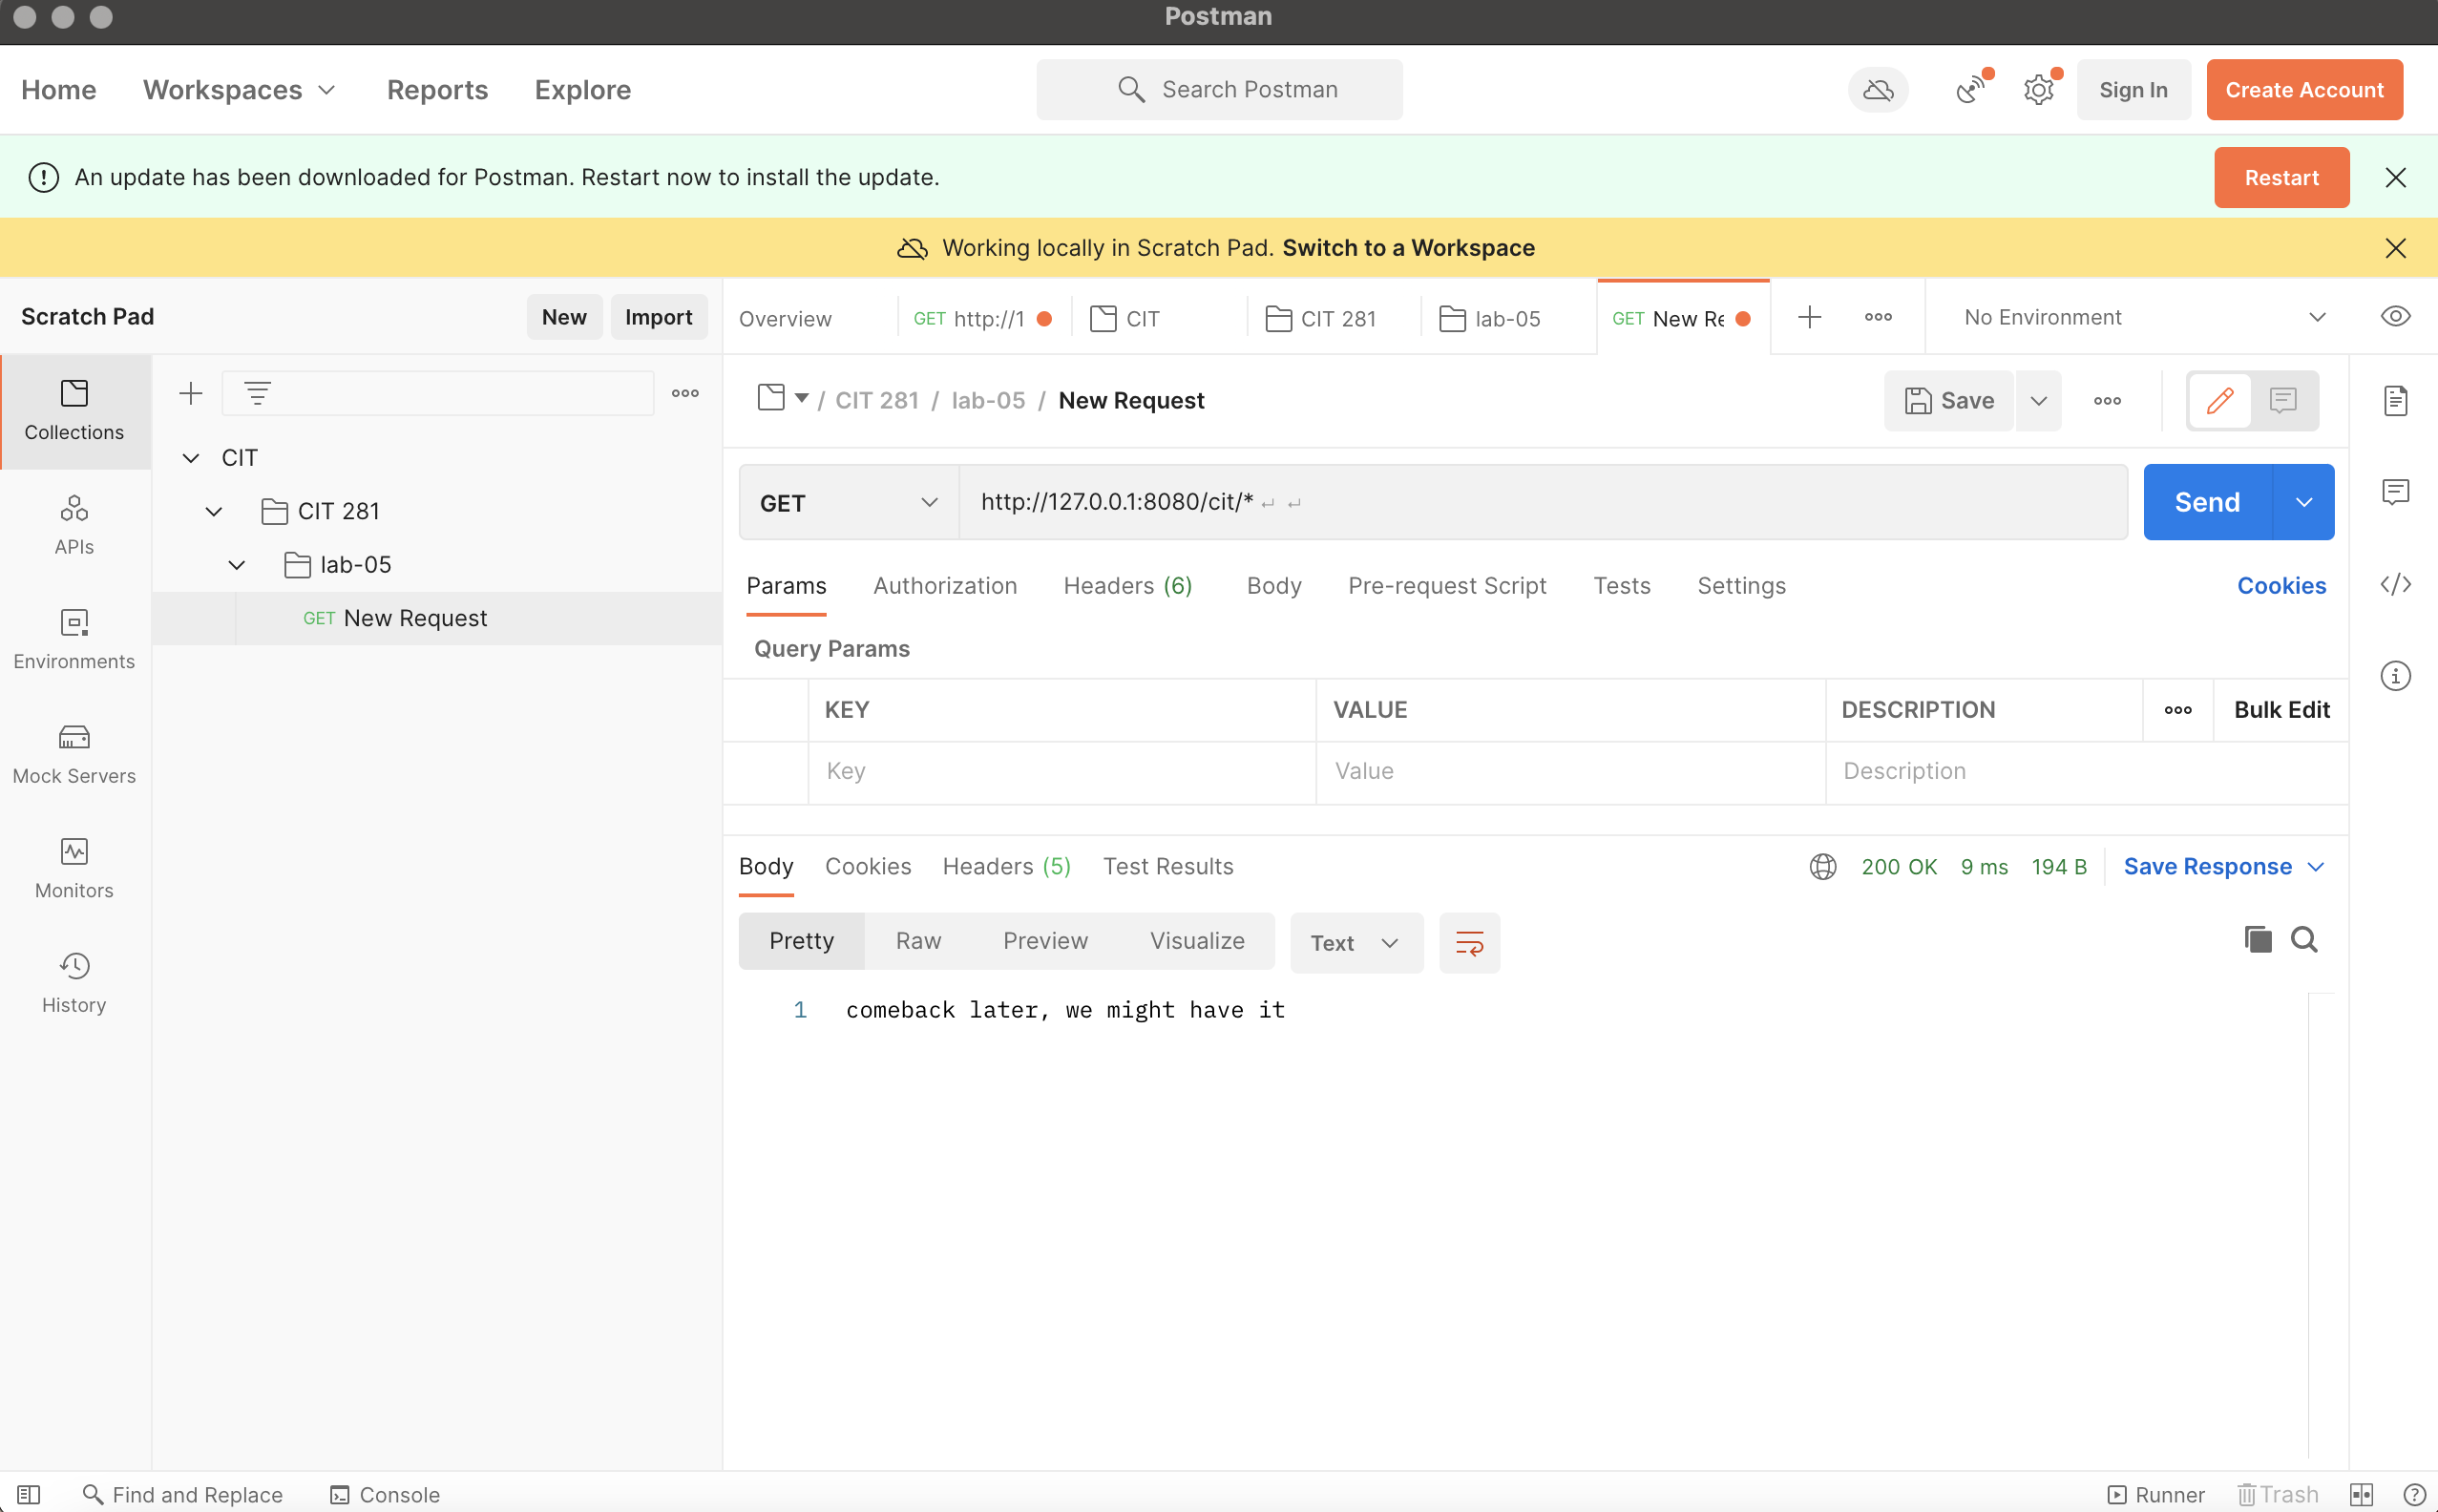 Postman
Home Workspaces Reports Explore Search Postman Sign In Create Account
An update has been downloaded for Postman. Restart now to install the update. Restart
Working locally in Scratch Pad. Switch to a Workspace
Scratch Pad New Import Overview GET http://1 CIT CIT 281 lab-05 GET New Re No Environment
Collections
APIs
Environments
Mock Servers
Monitors
History
CIT
CIT 281
lab-05
GET New Request
/ CIT 281 / lab-05 / New Request Save
GET http://127.0.0.1:8080/cit/* Send
Params Authorization Headers (6) Body Pre-request Script Tests Settings Cookies
Query Params
KEY VALUE DESCRIPTION Bulk Edit
Key Value Description
Body Cookies Headers (5) Test Results 200 OK 9 ms 194 B Save Response
Pretty Raw Preview Visualize Text
1 comeback later, we might have it
Find and Replace Console Runner Trash